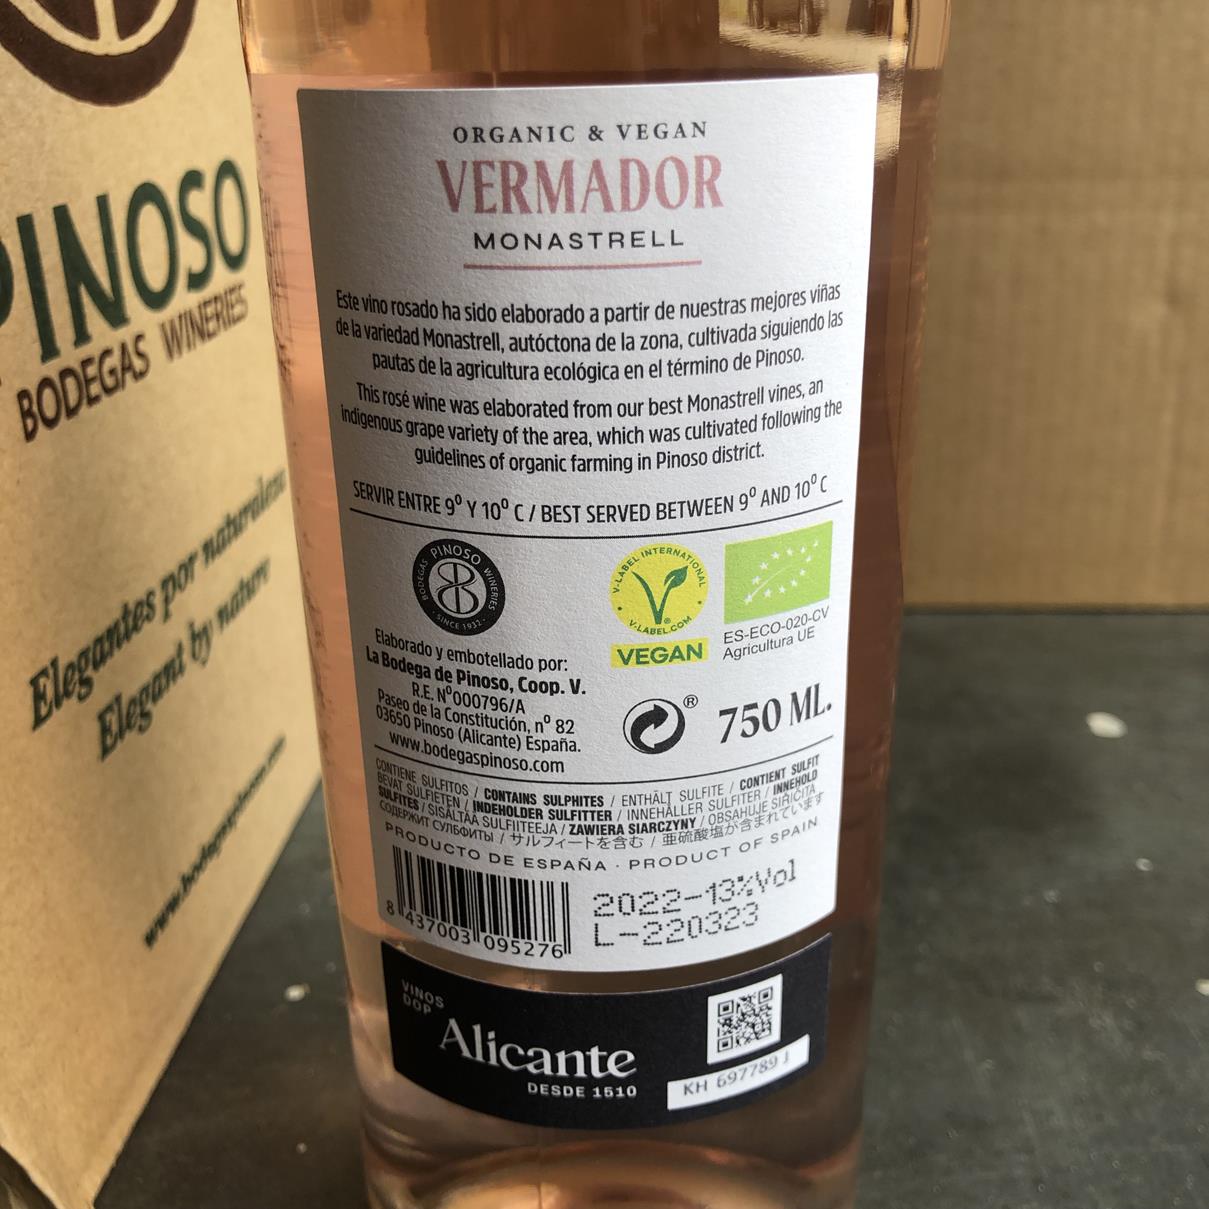 PINOSO
BODEGAS WINERIES
Elegantes por naturaleza
Elegant by nature
www.bodegaspinoso.com
ORGANIC & VEGAN
VERMADOR
MONASTRELL
Este vino rosado ha sido elaborado a partir de nuestras mejores viñas
de la variedad Monastrell, autóctona de la zona, cultivada siguiendo las
pautas de la agricultura ecológica en el término de Pinoso.
This rosé wine was elaborated from our best Monastrell vines, an
indigenous grape variety of the area, which was cultivated following the
guidelines of organic farming in Pinoso district.
SERVIR ENTRE 9º Y 10º C / BEST SERVED BETWEEN 9º AND 10º C
BODEGAS PINOSO WINERIES
· SINCE 1932 ·
V-LABEL INTERNATIONAL
· V-LABEL.COM ·
VEGAN
ES-ECO-020-CV
Agricultura UE
Elaborado y embotellado por:
La Bodega de Pinoso, Coop. V.
R.E. Nº000796/A
Paseo de la Constitución, nº 82
03650 Pinoso (Alicante) España.
www.bodegaspinoso.com
®
750 ML.
CONTIENE SULFITOS / CONTAINS SULPHITES / ENTHÄLT SULFITE / CONTIENT SULFIT
BEVAT SULFIETEN / INDEHOLDER SULFITTER / INNEHÅLLER SULFITER / INNEHOLD
SULFITES / SISÄLTÄÄ SULFIITEEJA / ZAWIERA SIARCZYNY / OBSAHUJE SIRIČITA
СОДЕРЖИТ СУЛЬФИТЫ / サルフィートを含む / 亜硫酸塩が含まれています
PRODUCTO DE ESPAÑA · PRODUCT OF SPAIN
8 437003 095276
2022-13%Vol
L-220323
VINOS
DOP
Alicante
DESDE 1510
KH 697789 J